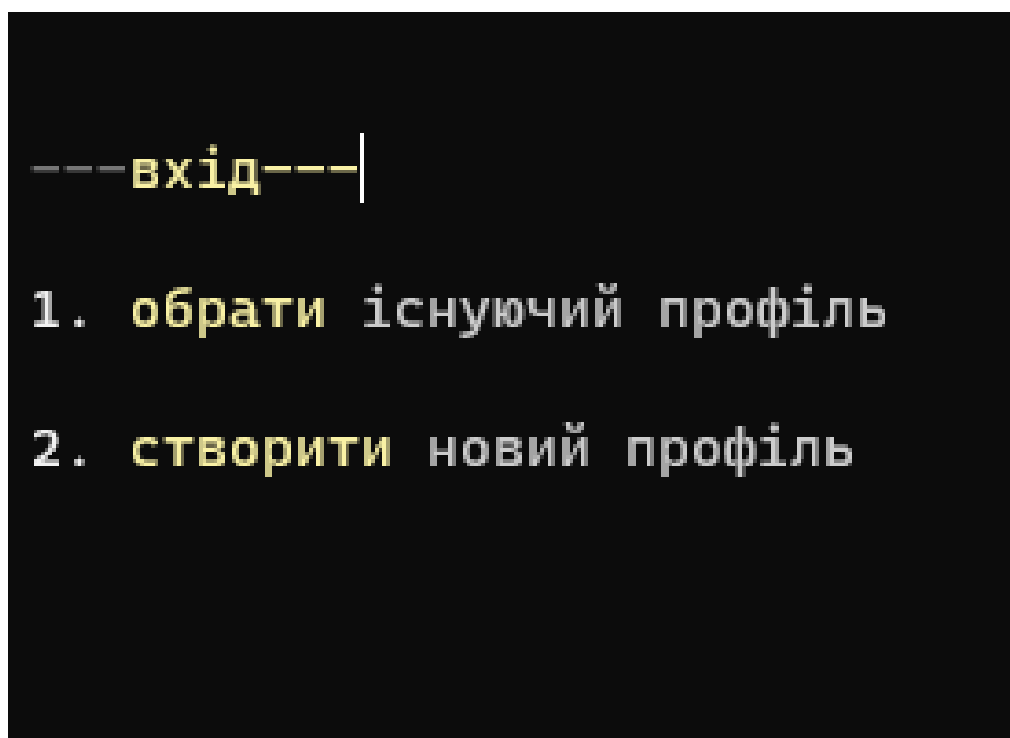 ---вхід---
1. обрати існуючий профіль
2. створити новий профіль